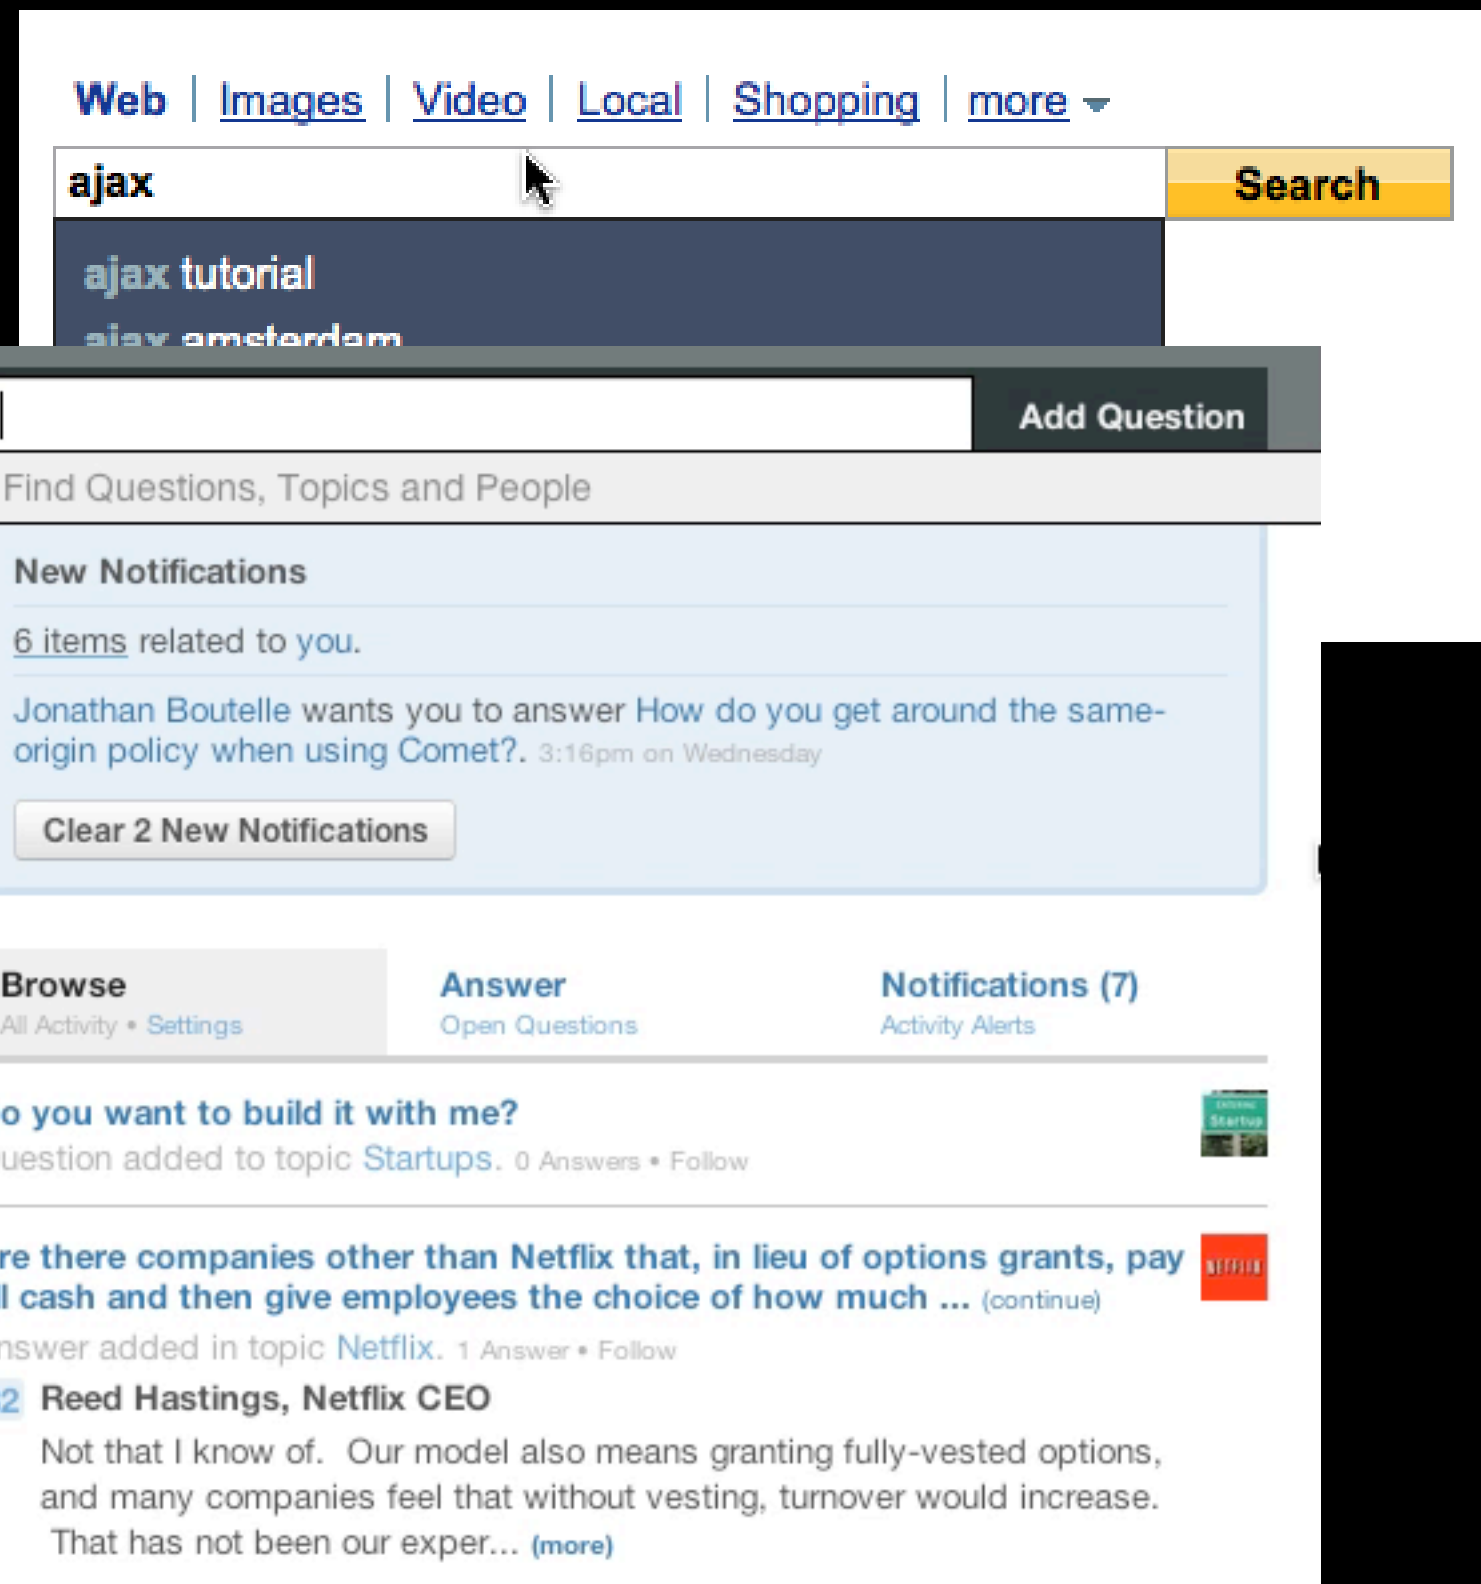 Web Images Video Local Shopping more
ajax Search
ajax tutorial
ajax amsterdam
Add Question
Find Questions, Topics and People
New Notifications
6 items related to you.
Jonathan Boutelle wants you to answer How do you get around the same-
origin policy when using Comet?. 3:16pm on Wednesday
Clear 2 New Notifications
Browse Answer Notifications (7)
All Activity • Settings Open Questions Activity Alerts
o you want to build it with me?
Startup
uestion added to topic Startups. 0 Answers • Follow
re there companies other than Netflix that, in lieu of options grants, pay
NETFLIX
l cash and then give employees the choice of how much ... (continue)
nswer added in topic Netflix. 1 Answer • Follow
2 Reed Hastings, Netflix CEO
Not that I know of. Our model also means granting fully-vested options,
and many companies feel that without vesting, turnover would increase.
That has not been our exper... (more)